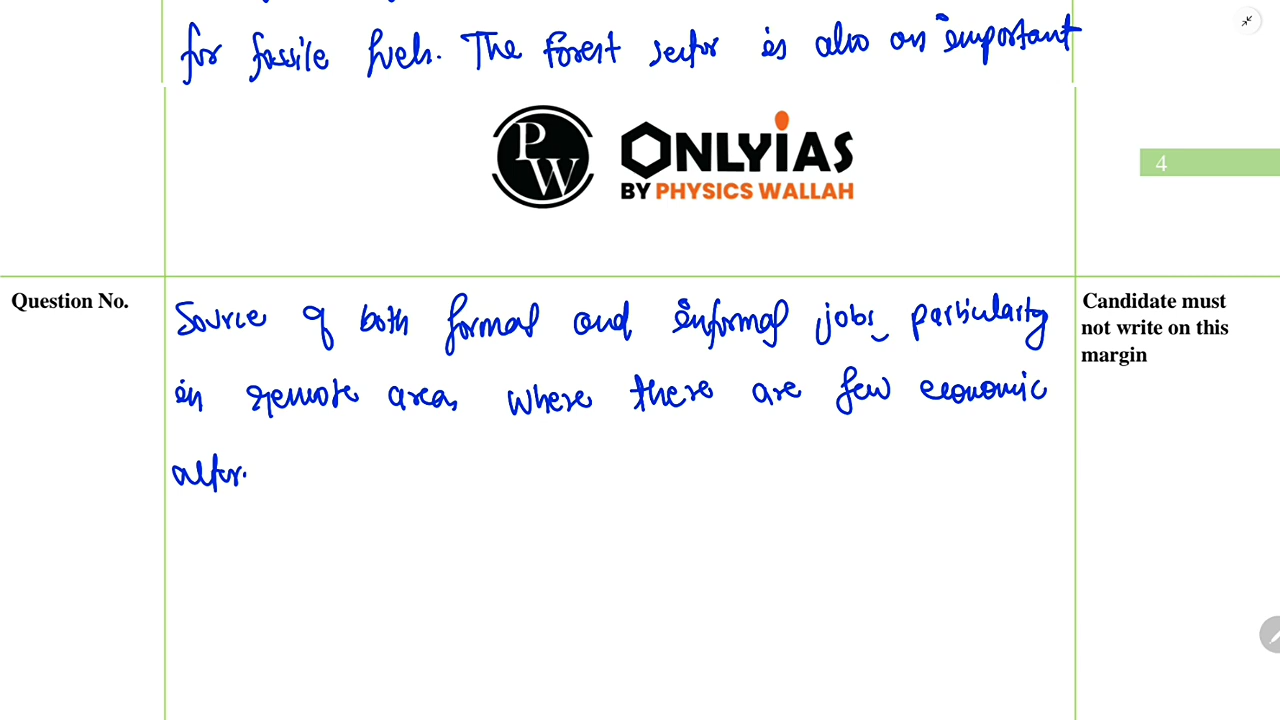 for fossile fuels. The forest sector is also an important
PW ONLYIAS
BY PHYSICS WALLAH
4
Question No.
Source of both formal and informal jobs, particularly
in remote areas where there are few economic
alter.
Candidate must
not write on this
margin